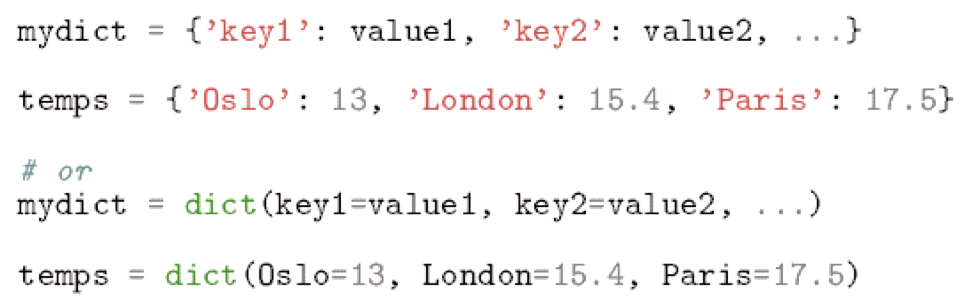 mydict = {’key1’: value1, ’key2’: value2, ...}
temps = {’Oslo’: 13, ’London’: 15.4, ’Paris’: 17.5}
# or
mydict = dict(key1=value1, key2=value2, ...)
temps = dict(Oslo=13, London=15.4, Paris=17.5)